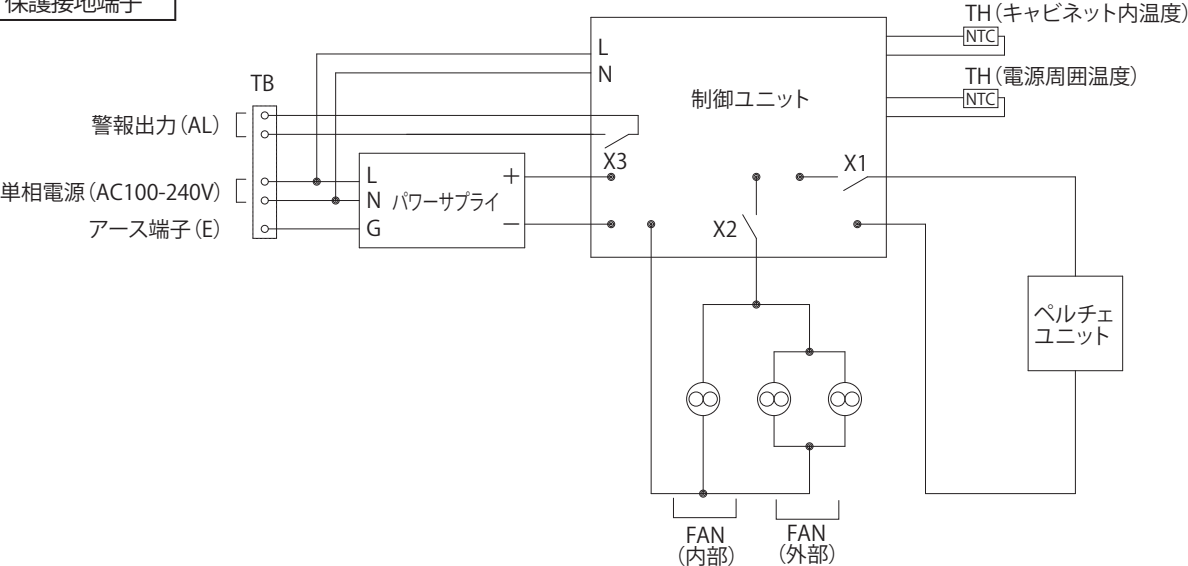 保護接地端子
TH（キャビネット内温度）
NTC
TH（電源周囲温度）
NTC
L
N
制御ユニット
TB
警報出力（AL）
X3
X1
単相電源（AC100-240V）
L
N
G
パワーサプライ
+
−
アース端子（E）
X2
ペルチェ
ユニット
FAN
（内部）
FAN
（外部）